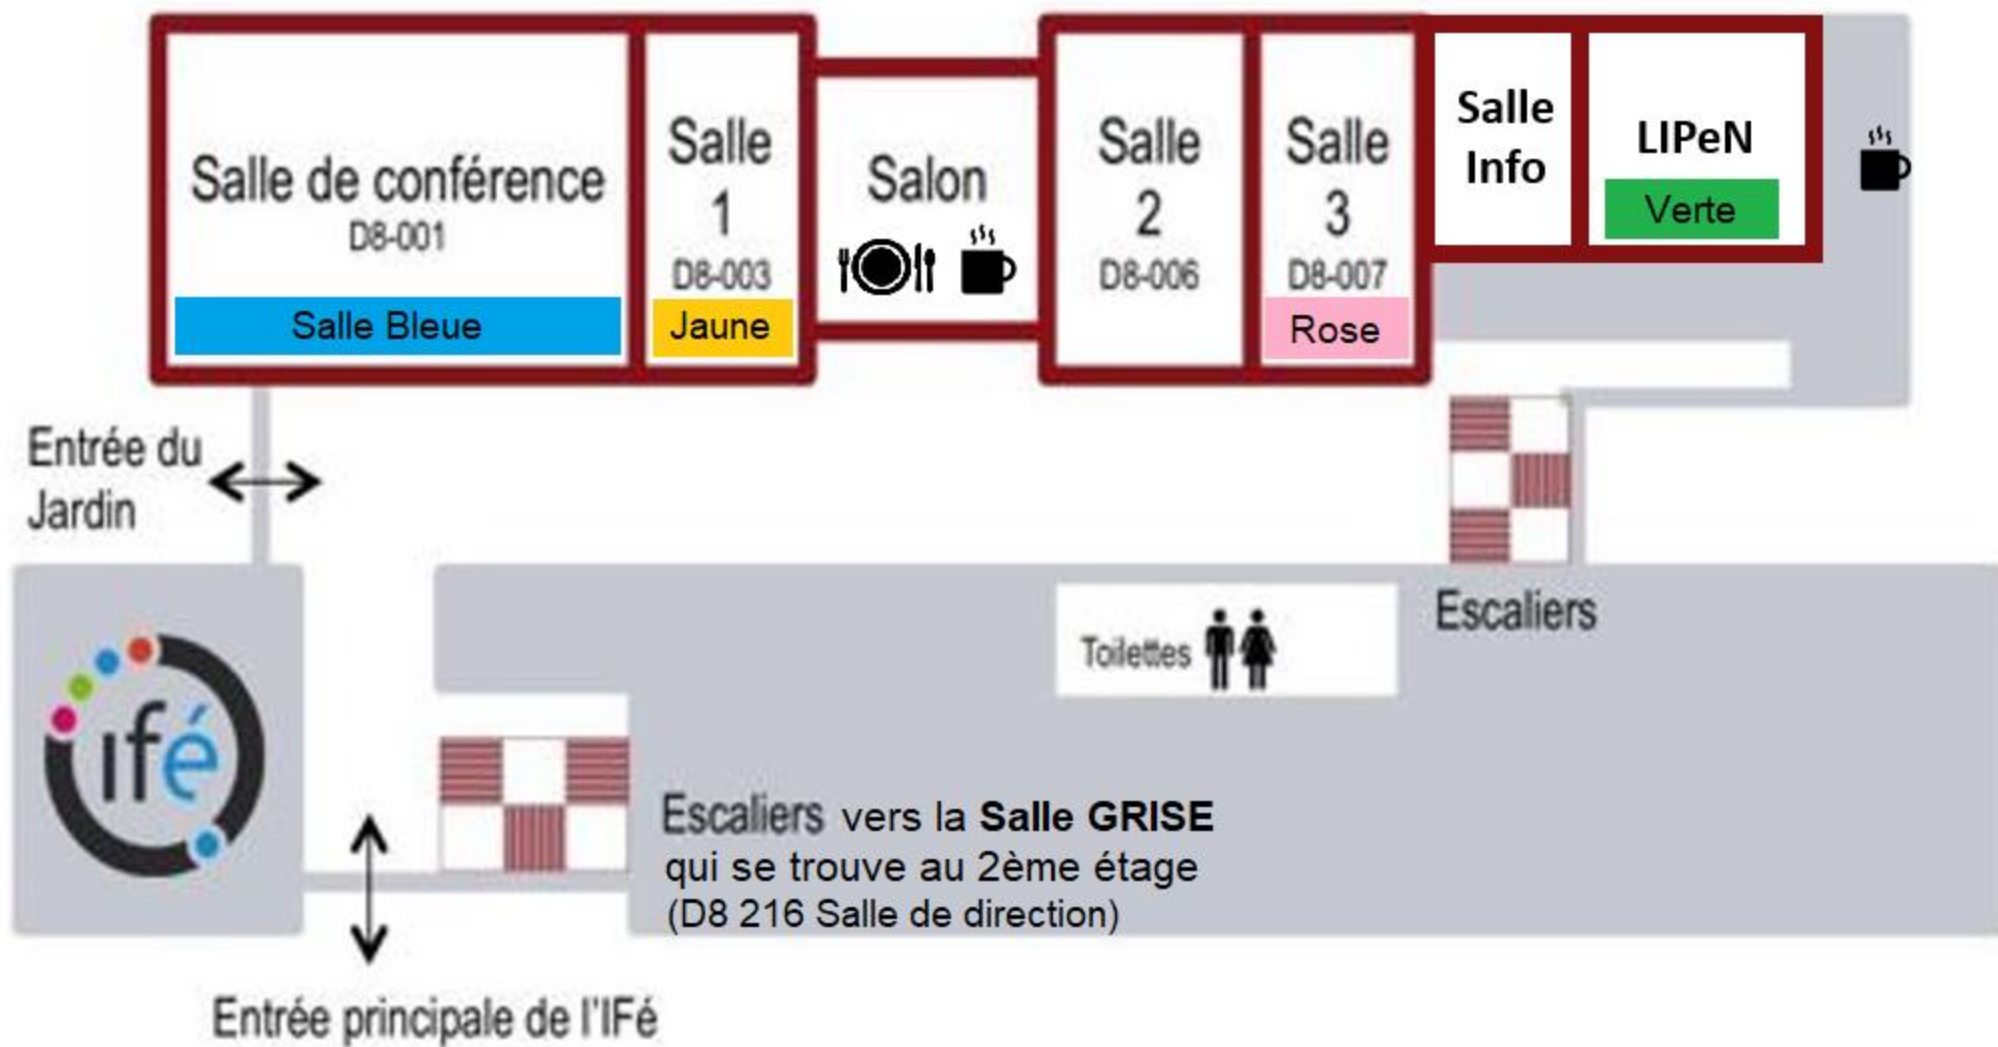 Salle de conférence
D8-001
Salle Bleue
Salle
1
D8-003
Jaune
Salon
Salle
2
D8-006
Salle
3
D8-007
Rose
Salle
Info
LIPeN
Verte
Entrée du
Jardin
ifé
Toilettes
Escaliers
Escaliers vers la Salle GRISE
qui se trouve au 2ème étage
(D8 216 Salle de direction)
Entrée principale de l'IFé